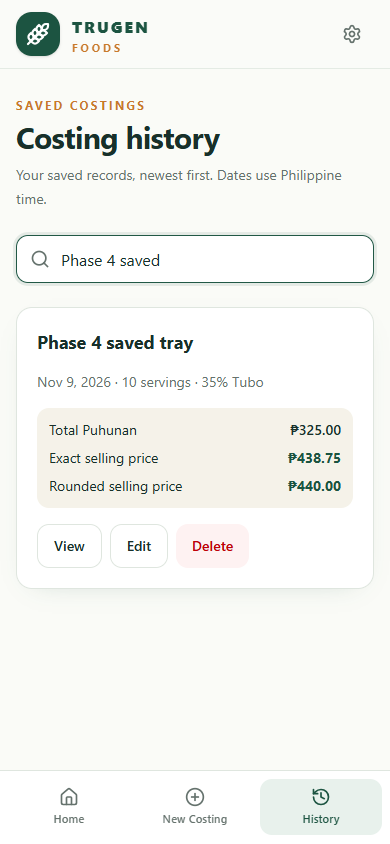 TRUGEN
FOODS
SAVED COSTINGS
Costing history
Your saved records, newest first. Dates use Philippine
time.
Phase 4 saved
Phase 4 saved tray
Nov 9, 2026 · 10 servings · 35% Tubo
Total Puhunan ₱325.00
Exact selling price ₱438.75
Rounded selling price ₱440.00
View Edit Delete
Home New Costing History